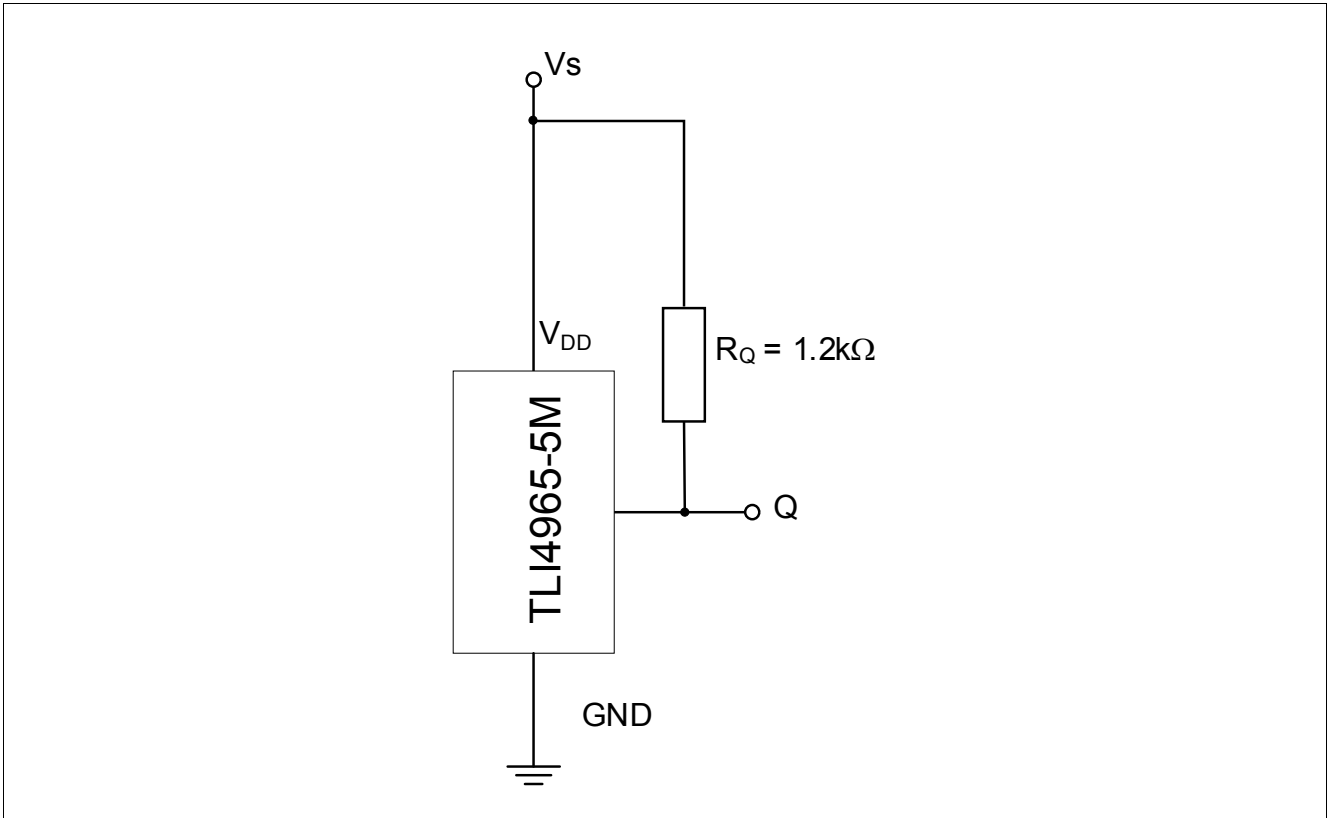 Vs
VDD
RQ = 1.2kΩ
TLI4965-5M
Q
GND